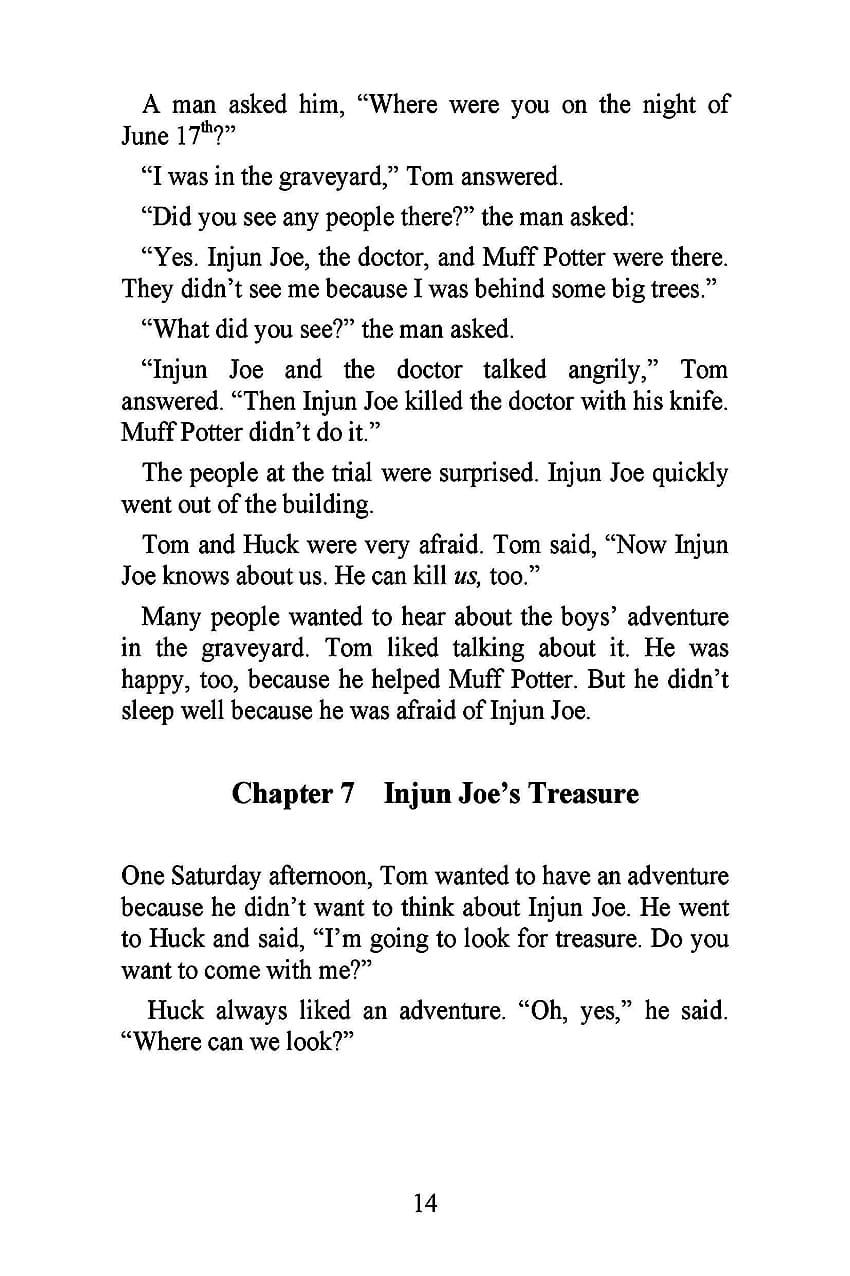 A man asked him, “Where were you on the night of
June 17th?”
“I was in the graveyard,” Tom answered.
“Did you see any people there?” the man asked:
“Yes. Injun Joe, the doctor, and Muff Potter were there.
They didn’t see me because I was behind some big trees.”
“What did you see?” the man asked.
“Injun Joe and the doctor talked angrily,” Tom
answered. “Then Injun Joe killed the doctor with his knife.
Muff Potter didn’t do it.”
The people at the trial were surprised. Injun Joe quickly
went out of the building.
Tom and Huck were very afraid. Tom said, “Now Injun
Joe knows about us. He can kill us, too.”
Many people wanted to hear about the boys’ adventure
in the graveyard. Tom liked talking about it. He was
happy, too, because he helped Muff Potter. But he didn’t
sleep well because he was afraid of Injun Joe.
Chapter 7 Injun Joe’s Treasure
One Saturday afternoon, Tom wanted to have an adventure
because he didn’t want to think about Injun Joe. He went
to Huck and said, “I’m going to look for treasure. Do you
want to come with me?”
Huck always liked an adventure. “Oh, yes,” he said.
“Where can we look?”
14